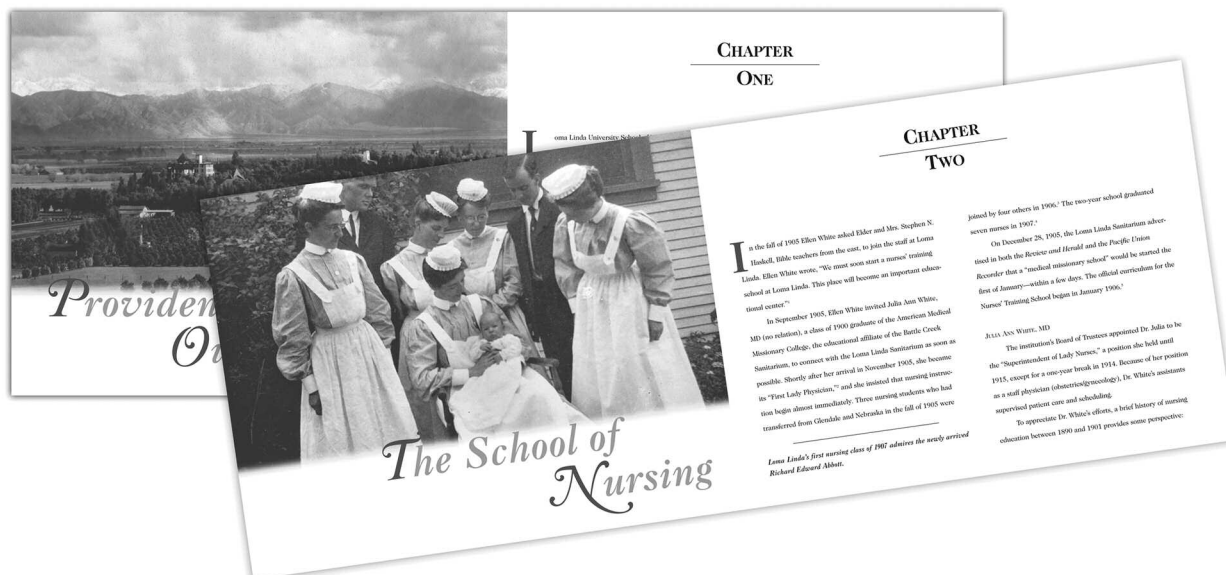 CHAPTER
ONE
oma Linda University School
Providen
O
CHAPTER
TWO
In the fall of 1905 Ellen White asked Elder and Mrs. Stephen N.
Haskell, Bible teachers from the east, to join the staff at Loma
Linda. Ellen White wrote, “We must soon start a nurses’ training
school at Loma Linda. This place will become an important educa-
tional center.”¹
In September 1905, Ellen White invited Julia Ann White,
MD (no relation), a class of 1900 graduate of the American Medical
Missionary College, the educational affiliate of the Battle Creek
Sanitarium, to connect with the Loma Linda Sanitarium as soon as
possible. Shortly after her arrival in November 1905, she became
its “First Lady Physician,”² and she insisted that nursing instruc-
tion begin almost immediately. Three nursing students who had
transferred from Glendale and Nebraska in the fall of 1905 were
Loma Linda’s first nursing class of 1907 admires the newly arrived
Richard Edward Abbott.
joined by four others in 1906.³ The two-year school graduated
seven nurses in 1907.⁴
On December 28, 1905, the Loma Linda Sanitarium adver-
tised in both the Review and Herald and the Pacific Union
Recorder that a “medical missionary school” would be started the
first of January—within a few days. The official curriculum for the
Nurses’ Training School began in January 1906.⁵
JULIA ANN WHITE, MD
The institution’s Board of Trustees appointed Dr. Julia to be
the “Superintendent of Lady Nurses,” a position she held until
1915, except for a one-year break in 1914. Because of her position
as a staff physician (obstetrics/gynecology), Dr. White’s assistants
supervised patient care and scheduling.
To appreciate Dr. White’s efforts, a brief history of nursing
education between 1890 and 1901 provides some perspective:
The School of
Nursing